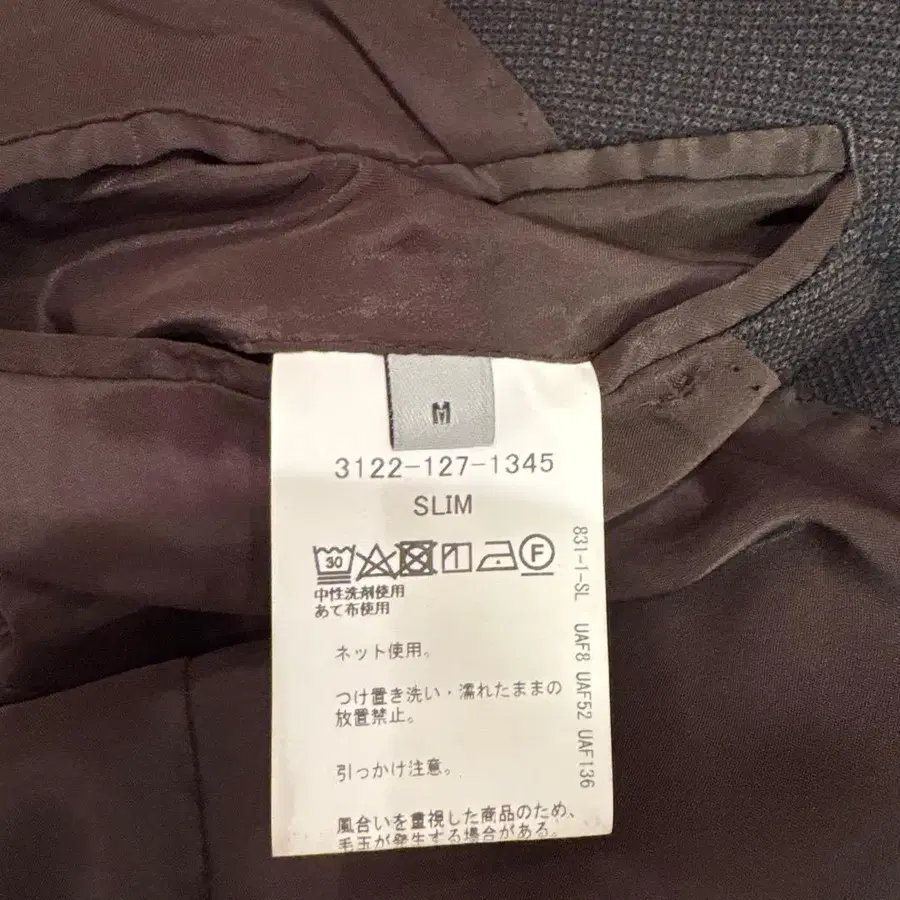 M
3122-127-1345
SLIM
30
F
中性洗剤使用
あて布使用
ネット使用。
つけ置き洗い・濡れたままの
放置禁止。
引っかけ注意。
風合いを重視した商品のため、
毛玉が発生する場合がある。
831-1-SL UAF8 UAF52 UAF136